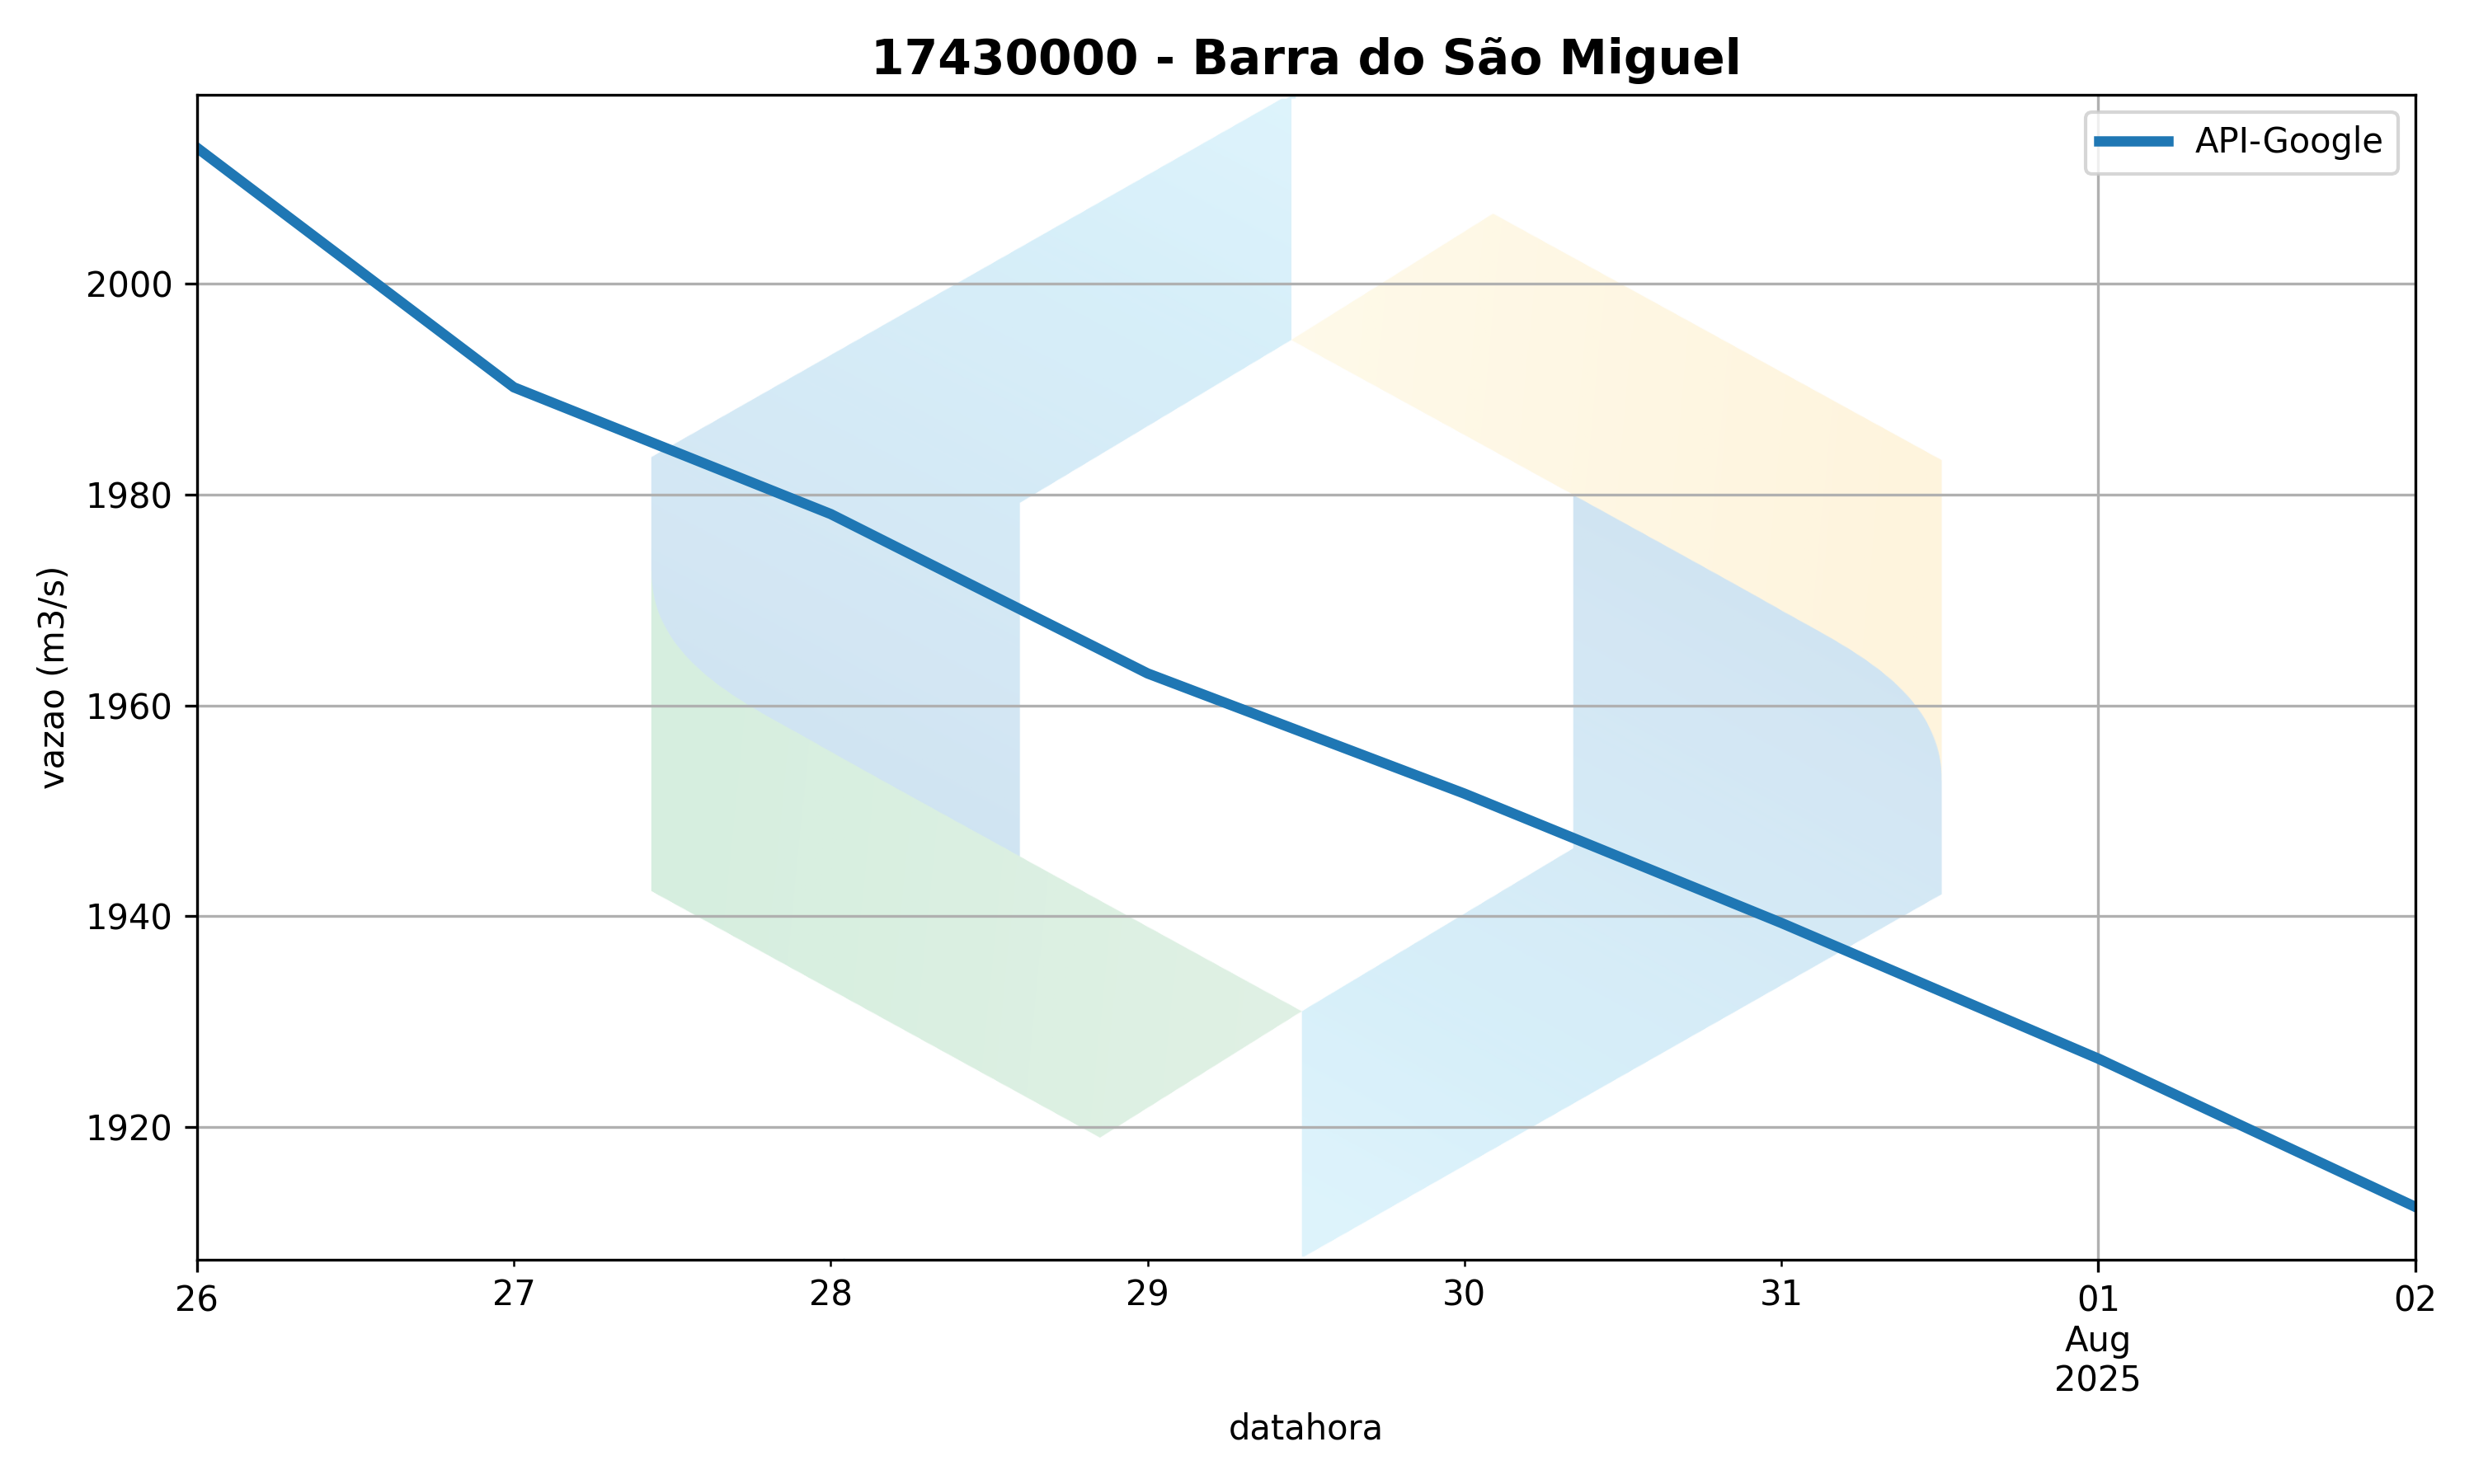 17430000 - Barra do São Miguel
API-Google
2000
1980
1960
1940
1920
vazao (m3/s)
26 27 28 29 30 31 01 02
Aug
2025
datahora